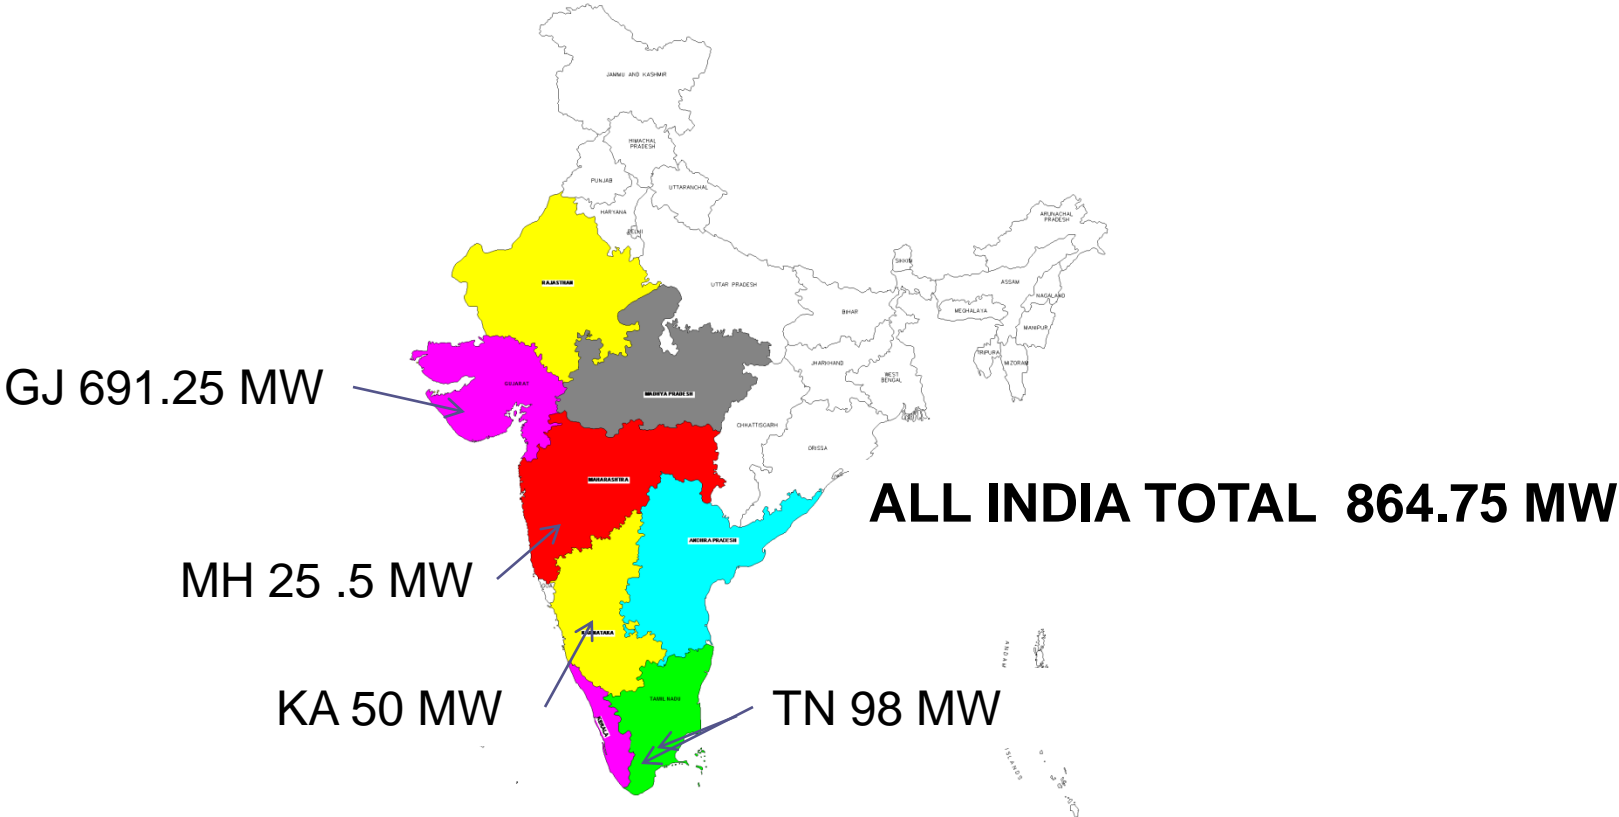 JAMMU AND KASHMIR
HIMACHAL
PRADESH
PUNJAB
UTTARANCHAL
HARYANA
DELHI
ARUNACHAL
PRADESH
SIKKIM
RAJASTHAN
UTTAR PRADESH
ASSAM
NAGALAND
BIHAR
MEGHALAYA
MANIPUR
TRIPURA
MIZORAM
JHARKHAND
WEST
BENGAL
GJ 691.25 MW
GUJARAT
MADHYA PRADESH
CHHATTISGARH
ORISSA
MAHARASHTRA
ALL INDIA TOTAL 864.75 MW
ANDHRA PRADESH
MH 25 .5 MW
KARNATAKA
KA 50 MW
TAMIL NADU
TN 98 MW
KERALA
ISLANDS